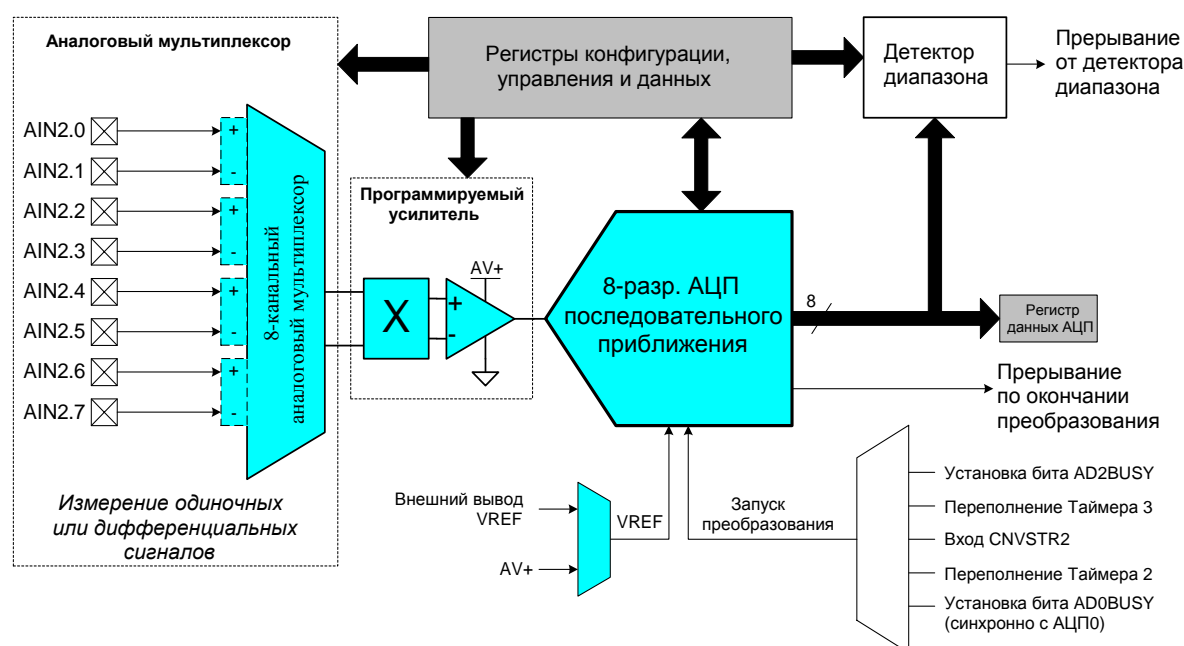 Аналоговый мультиплексор
Регистры конфигурации,
управления и данных
Детектор
диапазона
Прерывание
от детектора
диапазона
AIN2.0
AIN2.1
AIN2.2
AIN2.3
AIN2.4
AIN2.5
AIN2.6
AIN2.7
+
-
+
-
+
-
+
-
8-канальный
аналоговый мультиплексор
Измерение одиночных
или дифференциальных
сигналов
Программируемый
усилитель
X
AV+
+
-
8-разр. АЦП
последовательного
приближения
8
Регистр
данных АЦП
Прерывание
по окончании
преобразования
Внешний вывод
VREF
AV+
VREF
Запуск
преобразования
Установка бита AD2BUSY
Переполнение Таймера 3
Вход CNVSTR2
Переполнение Таймера 2
Установка бита AD0BUSY
(синхронно с АЦП0)